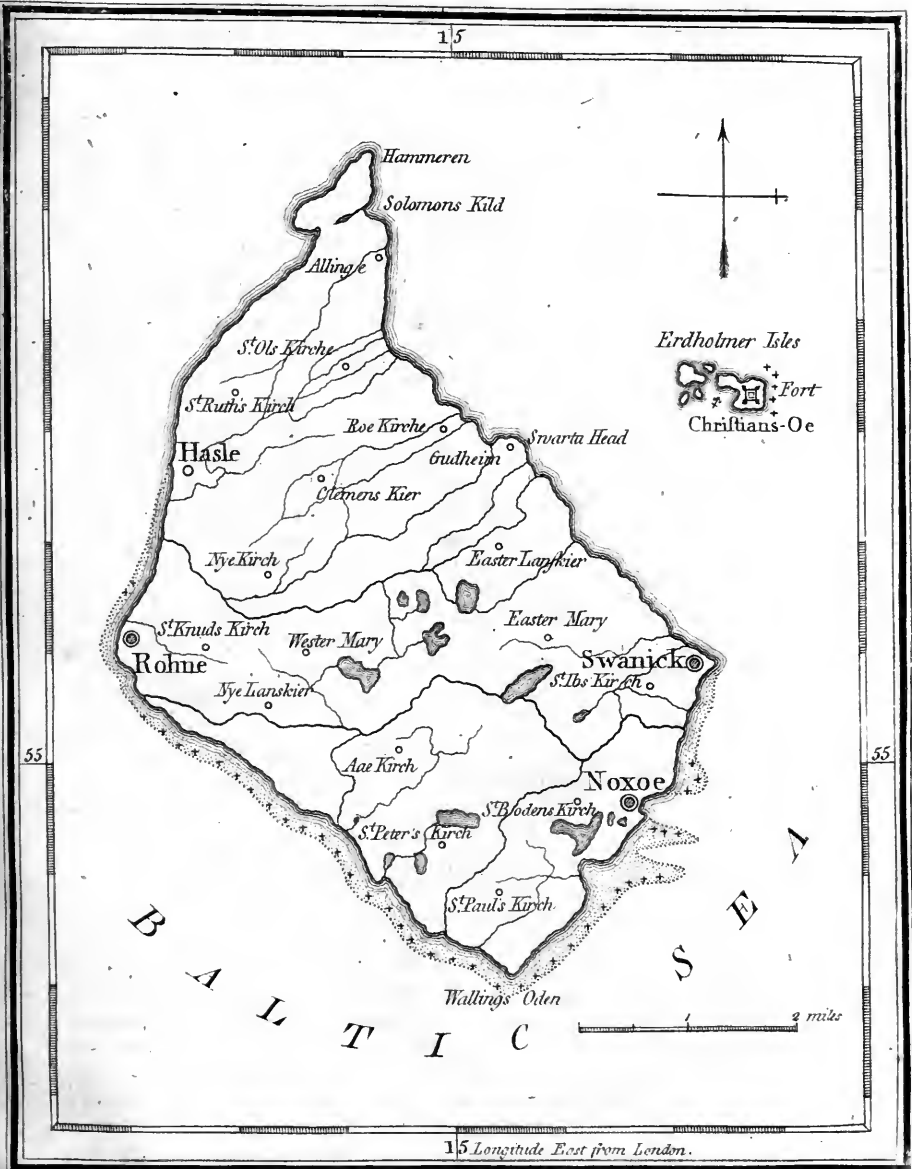 15
Hammeren
Solomons Kild
Allinge
St. Ols Kirche
Erdholmer Isles
Fort
Christians-Oe
St. Ruth's Kirch
Roe Kirche
Svarta Head
Hasle
Gudheim
Clemens Kier
Nye Kirch
Easter Lanskier
St. Knuds Kirch
Wester Mary
Easter Mary
Rohne
Swanick
St. Ibs Kirsch
Nye Lanskier
55
55
Aae Kirch
Noxoe
St. Bodens Kirch
St. Peter's Kirch
St. Paul's Kirch
BALTIC SEA
Wallings Oden
1 2 miles
15 Longitude East from London.